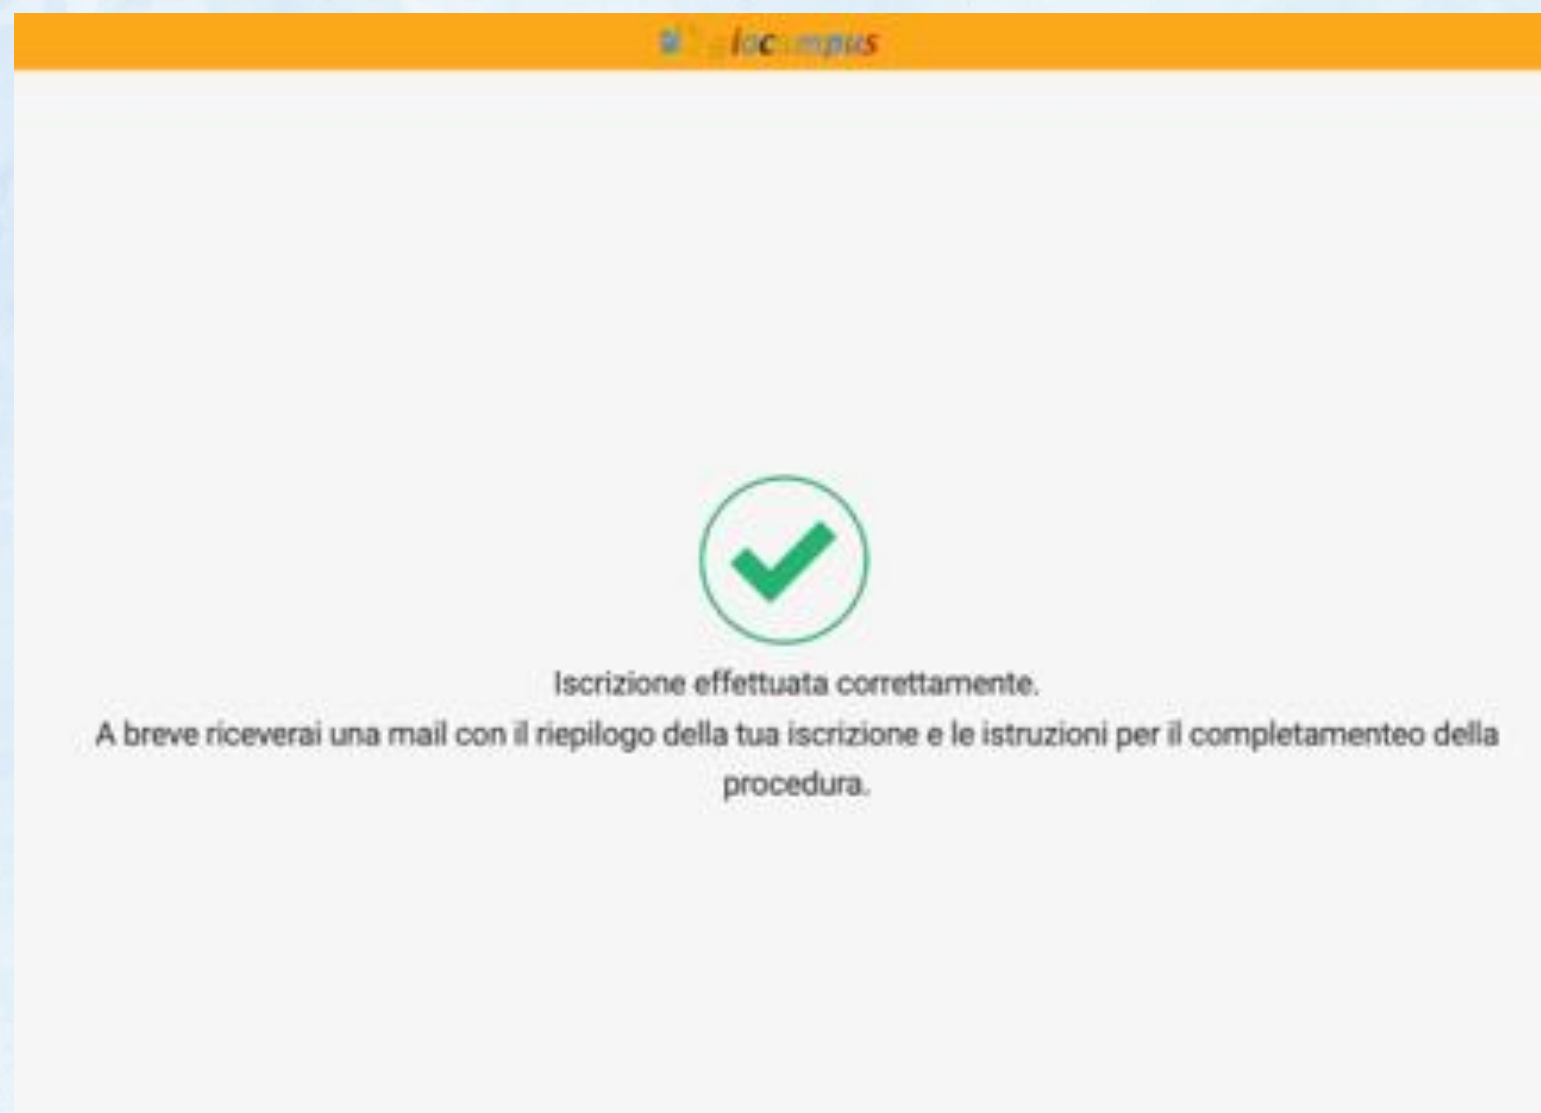 Iscrizione effettuata correttamente.
A breve riceverai una mail con il riepilogo della tua iscrizione e le istruzioni per il completamenteo della
procedura.